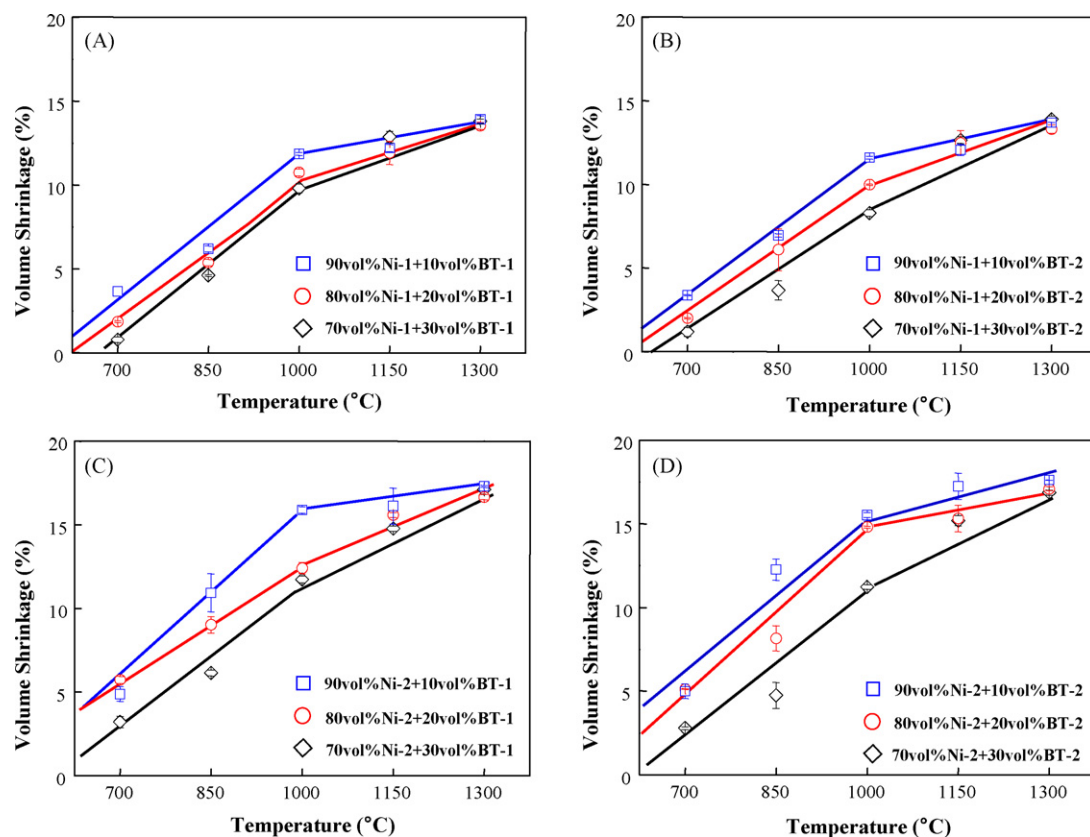 (A)
Volume Shrinkage (%)
20
15
10
5
0
90vol%Ni-1+10vol%BT-1
80vol%Ni-1+20vol%BT-1
70vol%Ni-1+30vol%BT-1
700 850 1000 1150 1300
Temperature (°C)
(B)
Volume Shrinkage (%)
20
15
10
5
0
90vol%Ni-1+10vol%BT-2
80vol%Ni-1+20vol%BT-2
70vol%Ni-1+30vol%BT-2
700 850 1000 1150 1300
Temperature (°C)
(C)
Volume Shrinkage (%)
20
15
10
5
0
90vol%Ni-2+10vol%BT-1
80vol%Ni-2+20vol%BT-1
70vol%Ni-2+30vol%BT-1
700 850 1000 1150 1300
Temperature (°C)
(D)
Volume Shrinkage (%)
20
15
10
5
0
90vol%Ni-2+10vol%BT-2
80vol%Ni-2+20vol%BT-2
70vol%Ni-2+30vol%BT-2
700 850 1000 1150 1300
Temperature (°C)